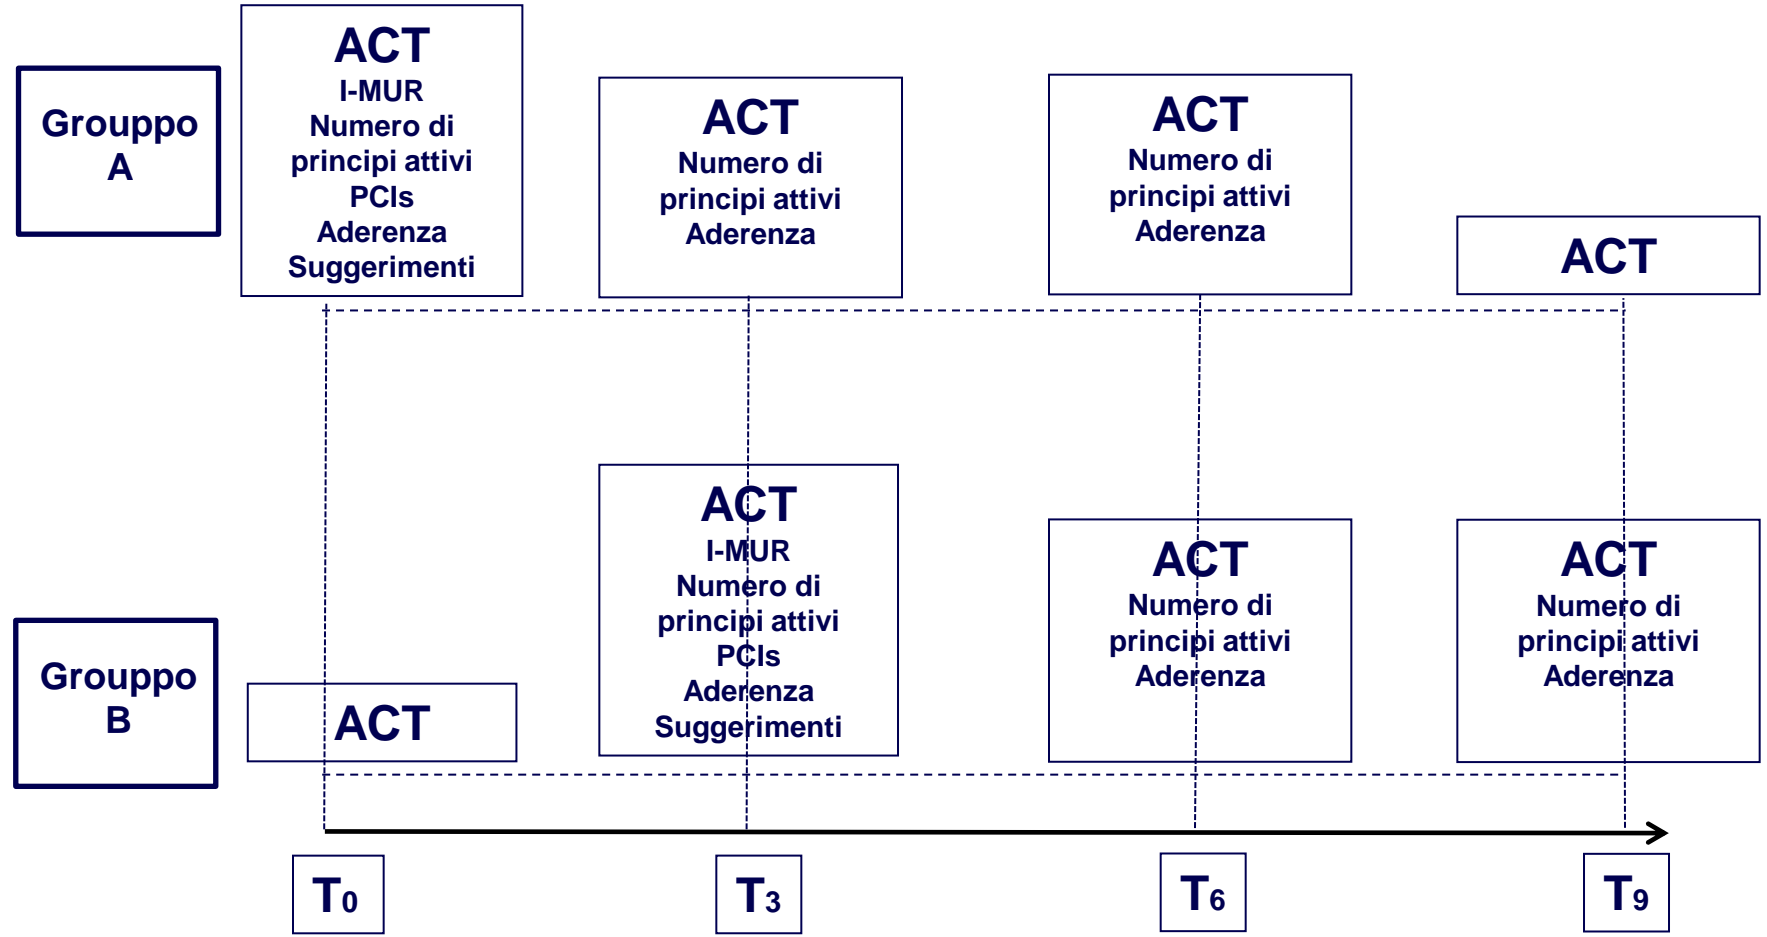 Grouppo
A
ACT
I-MUR
Numero di
principi attivi
PCIs
Aderenza
Suggerimenti
ACT
Numero di
principi attivi
Aderenza
ACT
Numero di
principi attivi
Aderenza
ACT
Grouppo
B
ACT
ACT
I-MUR
Numero di
principi attivi
PCIs
Aderenza
Suggerimenti
ACT
Numero di
principi attivi
Aderenza
ACT
Numero di
principi attivi
Aderenza
T0
T3
T6
T9